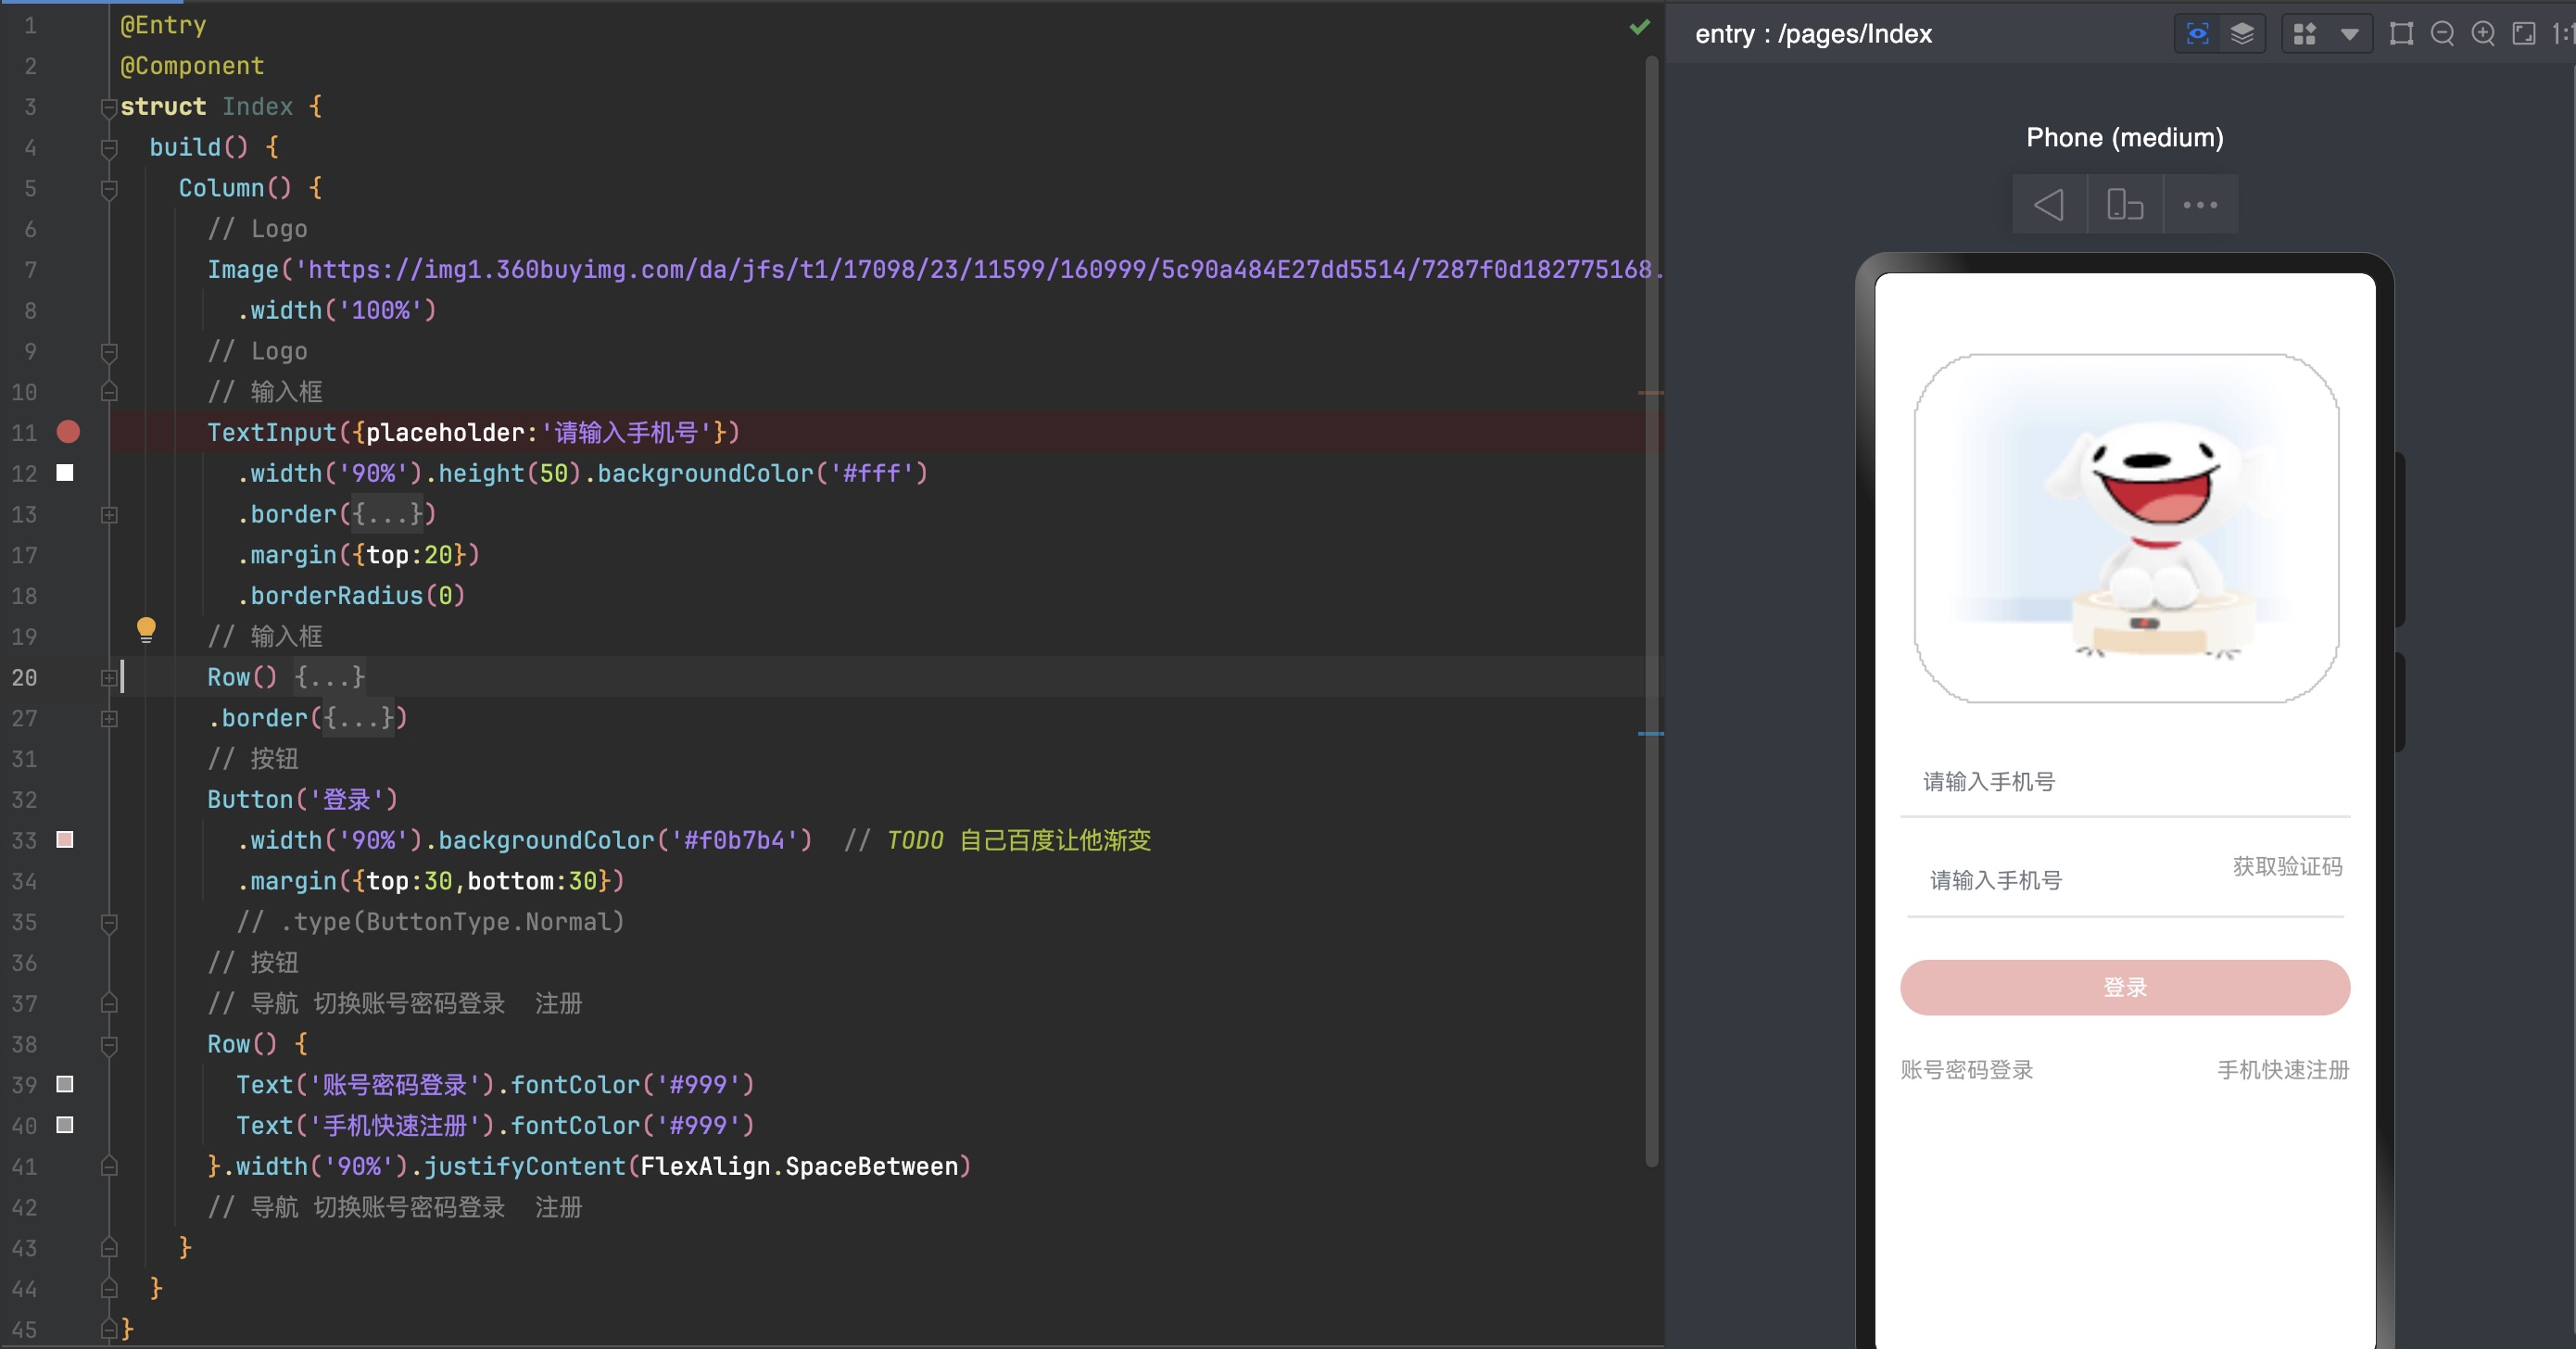 1 @Entry
2 @Component
3 struct Index {
4 build() {
5 Column() {
6 // Logo
7 Image('https://img1.360buyimg.com/da/jfs/t1/17098/23/11599/160999/5c90a484E27dd5514/7287f0d182775168.
8 .width('100%')
9 // Logo
10 // 输入框
11 TextInput({placeholder:'请输入手机号'})
12 .width('90%').height(50).backgroundColor('#fff')
13 .border({...})
17 .margin({top:20})
18 .borderRadius(0)
19 // 输入框
20 Row() {...}
27 .border({...})
31 // 按钮
32 Button('登录')
33 .width('90%').backgroundColor('#f0b7b4') // TODO 自己百度让他渐变
34 .margin({top:30,bottom:30})
35 // .type(ButtonType.Normal)
36 // 按钮
37 // 导航 切换账号密码登录 注册
38 Row() {
39 Text('账号密码登录').fontColor('#999')
40 Text('手机快速注册').fontColor('#999')
41 }.width('90%').justifyContent(FlexAlign.SpaceBetween)
42 // 导航 切换账号密码登录 注册
43 }
44 }
45 }
entry : /pages/Index
1:1
Phone (medium)
请输入手机号
请输入手机号 获取验证码
登录
账号密码登录 手机快速注册